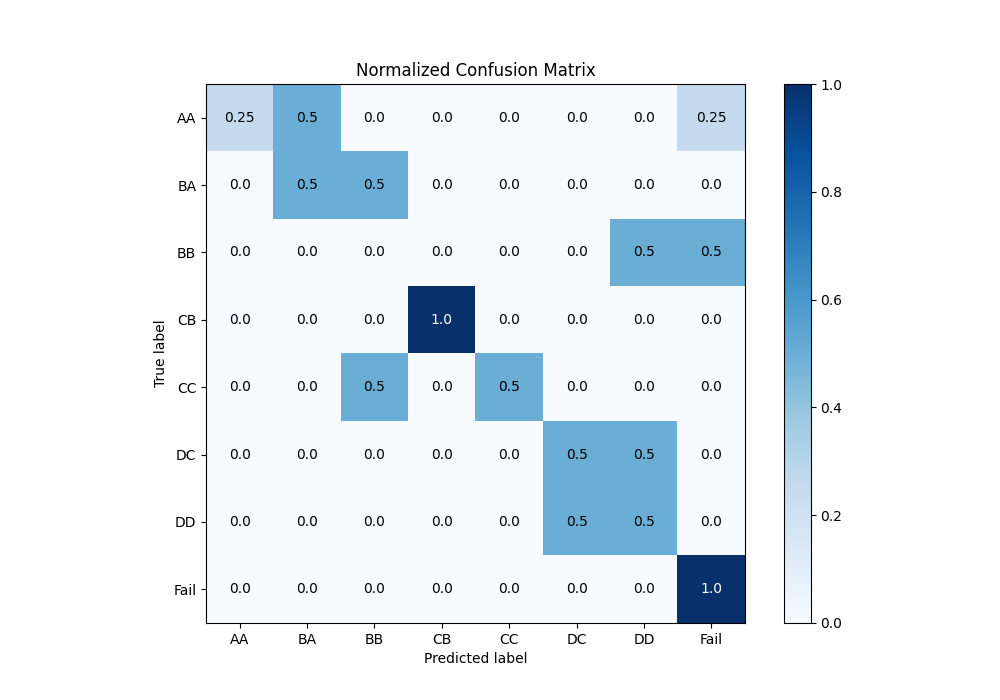 Normalized Confusion Matrix
True label
AA 0.25 0.5 0.0 0.0 0.0 0.0 0.0 0.25
BA 0.0 0.5 0.5 0.0 0.0 0.0 0.0 0.0
BB 0.0 0.0 0.0 0.0 0.0 0.0 0.5 0.5
CB 0.0 0.0 0.0 1.0 0.0 0.0 0.0 0.0
CC 0.0 0.0 0.5 0.0 0.5 0.0 0.0 0.0
DC 0.0 0.0 0.0 0.0 0.0 0.5 0.5 0.0
DD 0.0 0.0 0.0 0.0 0.0 0.5 0.5 0.0
Fail 0.0 0.0 0.0 0.0 0.0 0.0 0.0 1.0
AA BA BB CB CC DC DD Fail
Predicted label
1.0
0.8
0.6
0.4
0.2
0.0